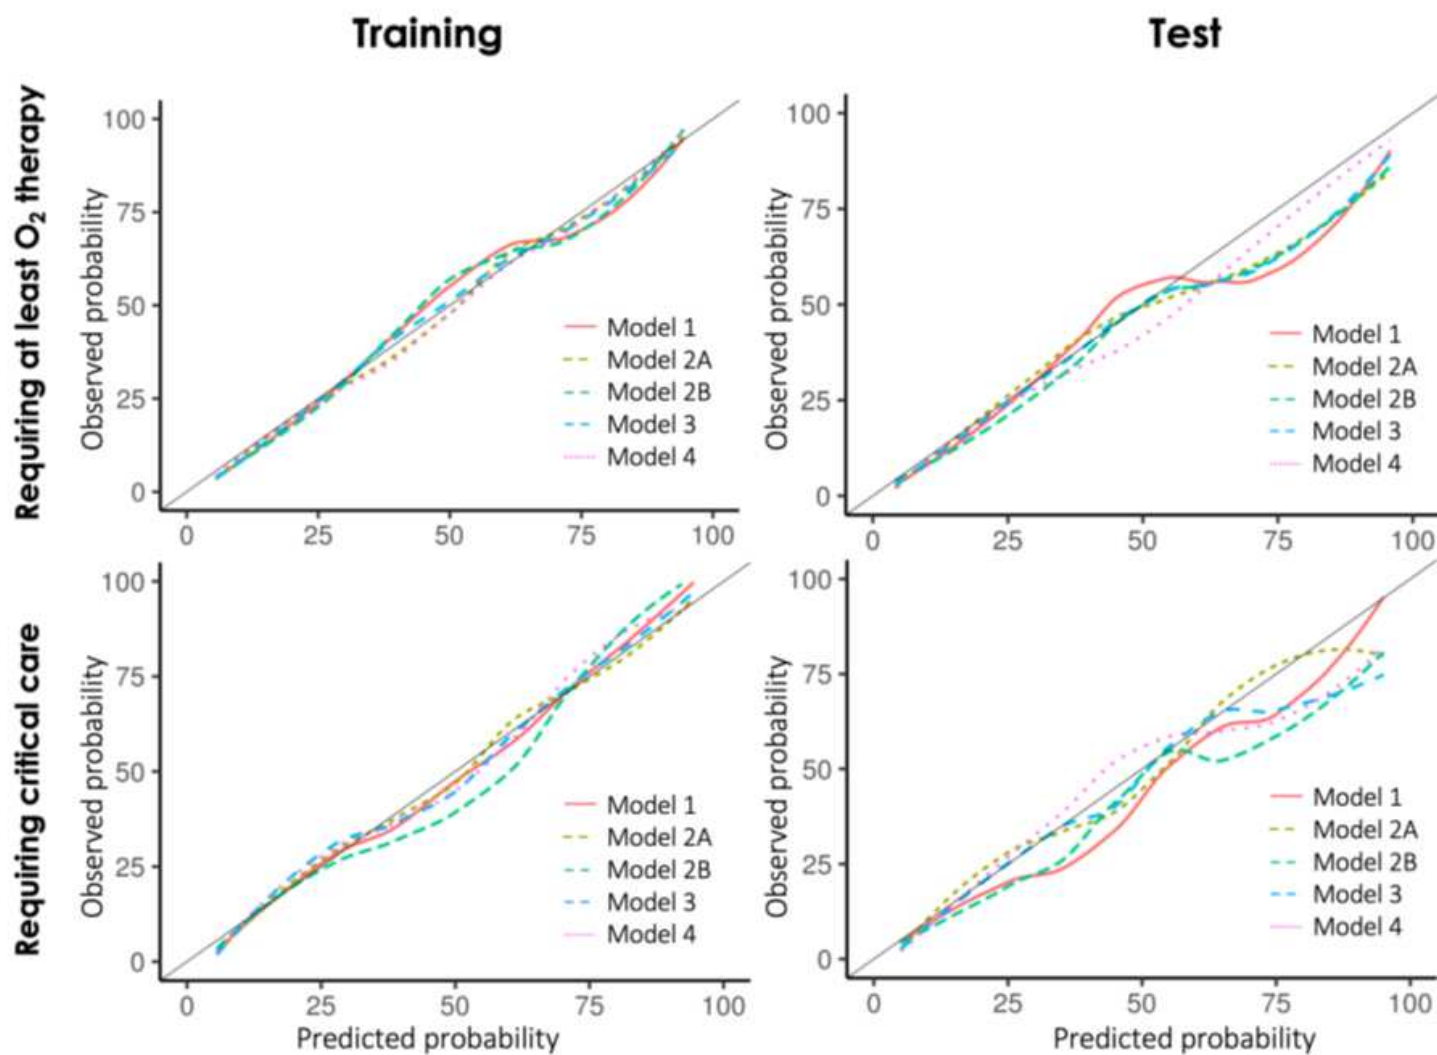 Training
Test
Requiring at least O₂ therapy
Observed probability
100
75
50
25
0
0 25 50 75 100
Model 1
Model 2A
Model 2B
Model 3
Model 4
Observed probability
100
75
50
25
0
0 25 50 75 100
Model 1
Model 2A
Model 2B
Model 3
Model 4
Requiring critical care
Observed probability
100
75
50
25
0
0 25 50 75 100
Predicted probability
Model 1
Model 2A
Model 2B
Model 3
Model 4
Observed probability
100
75
50
25
0
0 25 50 75 100
Predicted probability
Model 1
Model 2A
Model 2B
Model 3
Model 4